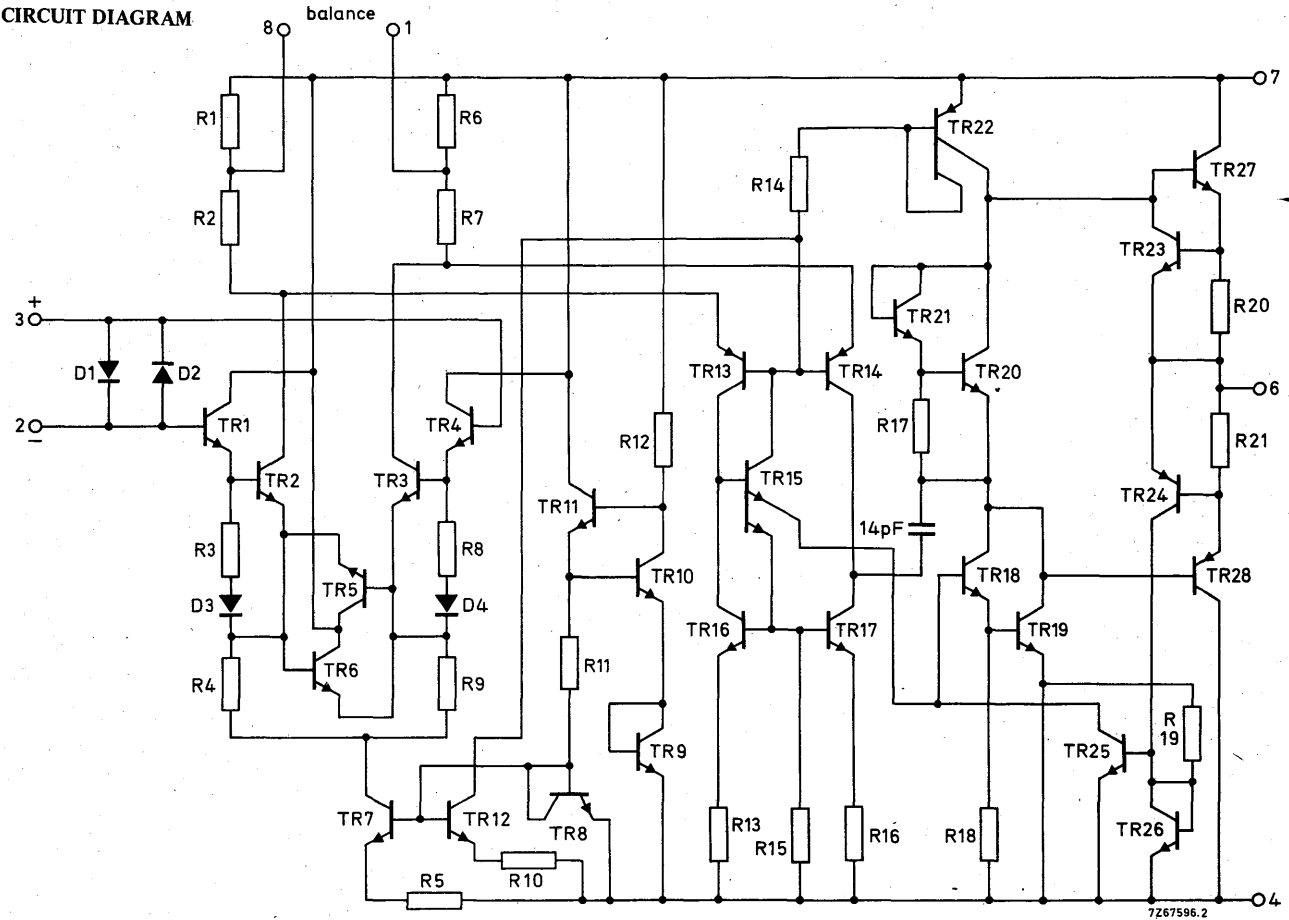 CIRCUIT DIAGRAM
balance
8
1
7
R1
R6
TR22
TR27
R14
R2
R7
TR23
+
3
R20
TR21
D1
D2
TR13
TR14
TR20
6
2
−
TR1
TR4
R12
R17
R21
TR2
TR3
TR15
TR24
TR11
14pF
R3
R8
TR5
TR10
TR18
TR28
D3
D4
TR16
TR17
TR19
TR6
R11
R4
R9
R
19
TR9
TR25
TR7
TR12
TR8
R13
R15
R16
R18
TR26
R5
R10
4
7Z67596.2